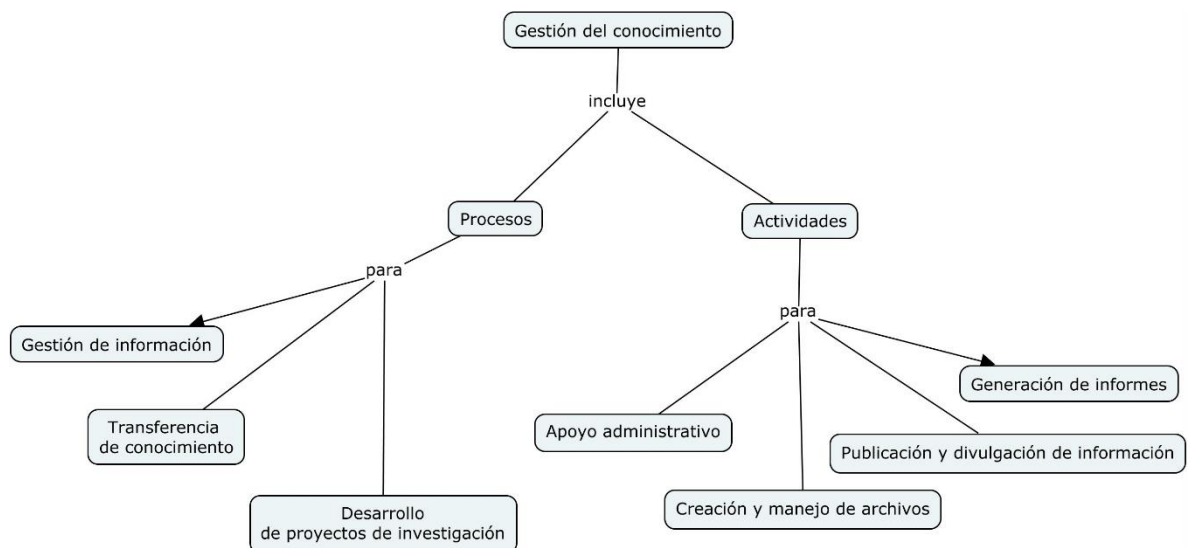 Gestión del conocimiento
incluye
Procesos
Actividades
para
para
Gestión de información
Generación de informes
Transferencia
de conocimiento
Apoyo administrativo
Publicación y divulgación de información
Creación y manejo de archivos
Desarrollo
de proyectos de investigación